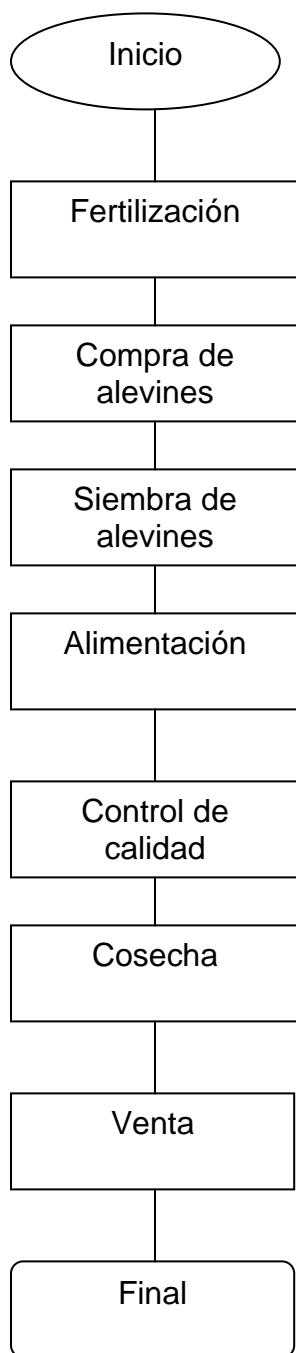 Inicio
Fertilización
Compra de
alevines
Siembra de
alevines
Alimentación
Control de
calidad
Cosecha
Venta
Final